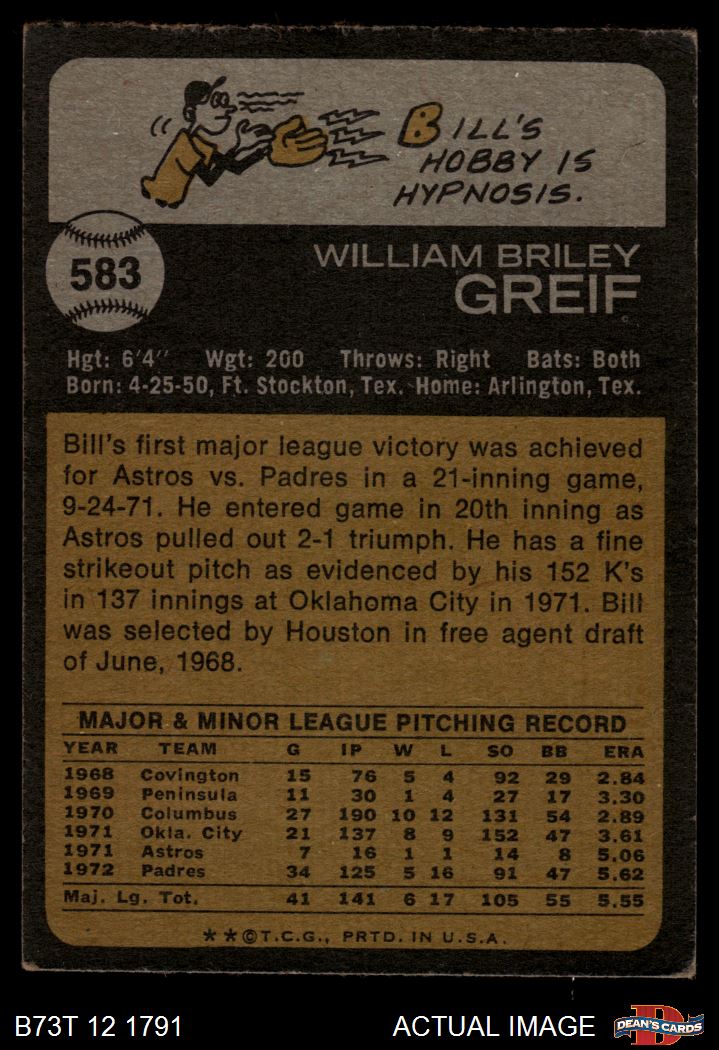 BILL'S
HOBBY IS
HYPNOSIS.
583
WILLIAM BRILEY
GREIF
Hgt: 6'4" Wgt: 200 Throws: Right Bats: Both
Born: 4-25-50, Ft. Stockton, Tex. Home: Arlington, Tex.
Bill's first major league victory was achieved
for Astros vs. Padres in a 21-inning game,
9-24-71. He entered game in 20th inning as
Astros pulled out 2-1 triumph. He has a fine
strikeout pitch as evidenced by his 152 K's
in 137 innings at Oklahoma City in 1971. Bill
was selected by Houston in free agent draft
of June, 1968.
MAJOR & MINOR LEAGUE PITCHING RECORD
YEAR TEAM G IP W L SO BB ERA
1968 Covington 15 76 5 4 92 29 2.84
1969 Peninsula 11 30 1 4 27 17 3.30
1970 Columbus 27 190 10 12 131 54 2.89
1971 Okla. City 21 137 8 9 152 47 3.61
1971 Astros 7 16 1 1 14 8 5.06
1972 Padres 34 125 5 16 91 47 5.62
Maj. Lg. Tot. 41 141 6 17 105 55 5.55
**©T.C.G., PRTD. IN U.S.A.
B73T 12 1791 ACTUAL IMAGE D DEAN'S CARDS